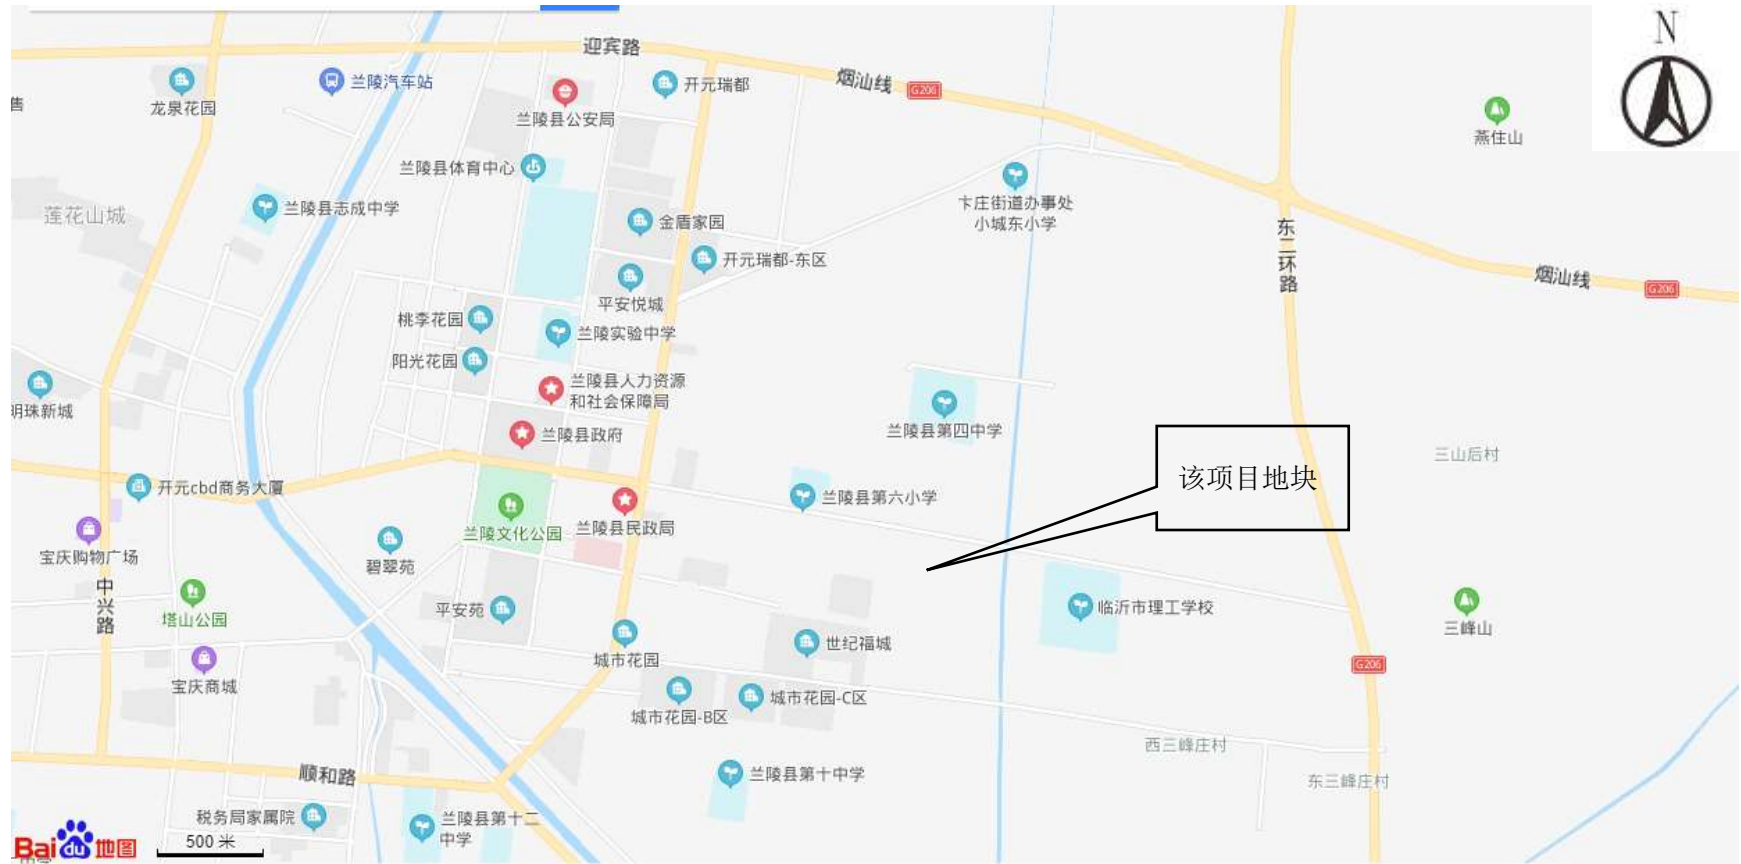 迎宾路
N
烟汕线
G206
兰陵汽车站
开元瑞都
龙泉花园
售
兰陵县公安局
燕住山
兰陵县体育中心
卞庄街道办事处
小城东小学
莲花山城
兰陵县志成中学
金盾家园
东二环路
开元瑞都-东区
烟汕线
G206
平安悦城
桃李花园
兰陵实验中学
阳光花园
兰陵县人力资源
和社会保障局
明珠新城
兰陵县政府
兰陵县第四中学
三山后村
该项目地块
开元cbd商务大厦
兰陵县第六小学
兰陵文化公园
兰陵县民政局
宝庆购物广场
碧翠苑
中兴路
塔山公园
平安苑
临沂市理工学校
三峰山
城市花园
世纪福城
G206
宝庆商城
城市花园-B区
城市花园-C区
西三峰庄村
顺和路
兰陵县第十中学
东三峰庄村
税务局家属院
兰陵县第十二
中学
500 米
Bai du 地图